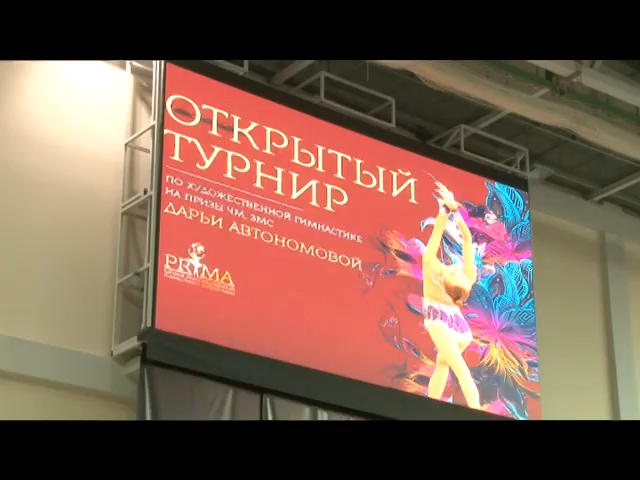 ОТКРЫТЫЙ
ТУРНИР
ПО ХУДОЖЕСТВЕННОЙ ГИМНАСТИКЕ
НА ПРИЗЫ ЧМ, ЗМС
ДАРЬИ АВТОНОМОВОЙ
PRIMA